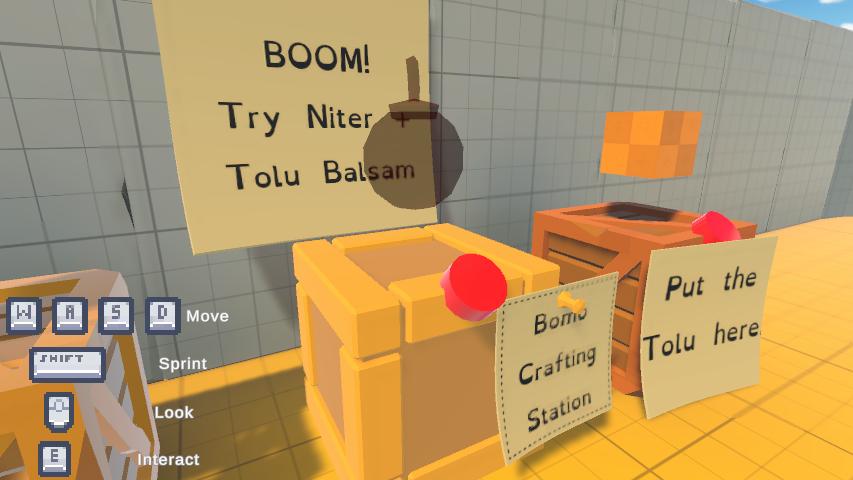 BOOM!
Try Niter +
Tolu Balsam
Bomb
Crafting
Station
Put the
Tolu here.
W A S D Move
SHIFT Sprint
Look
E Interact